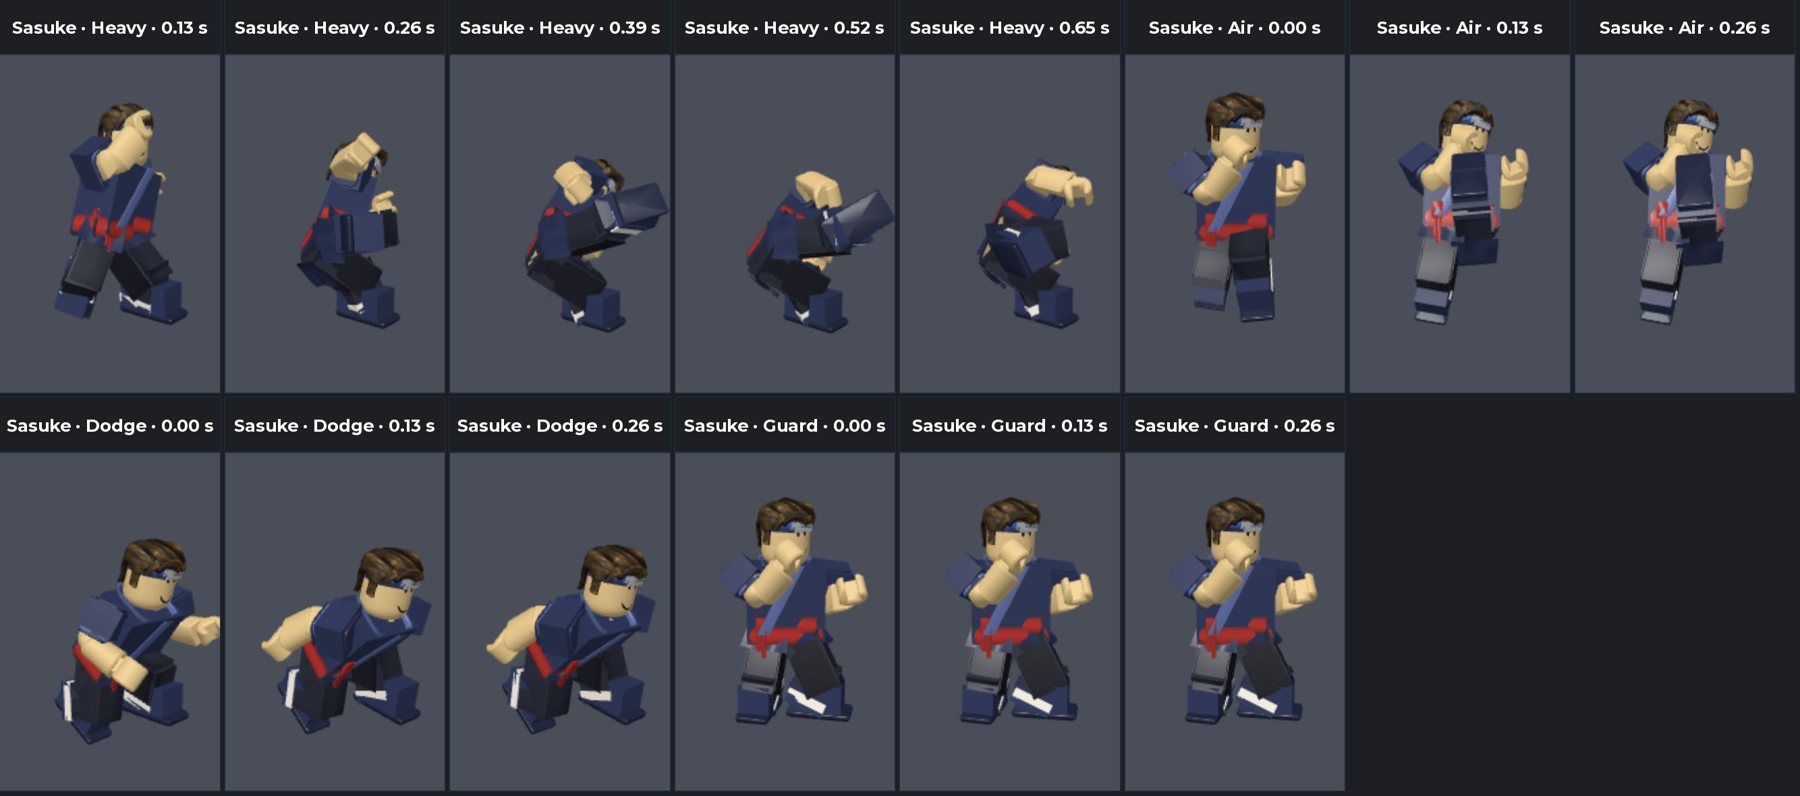 Sasuke · Heavy · 0.13 s
Sasuke · Heavy · 0.26 s
Sasuke · Heavy · 0.39 s
Sasuke · Heavy · 0.52 s
Sasuke · Heavy · 0.65 s
Sasuke · Air · 0.00 s
Sasuke · Air · 0.13 s
Sasuke · Air · 0.26 s
Sasuke · Dodge · 0.00 s
Sasuke · Dodge · 0.13 s
Sasuke · Dodge · 0.26 s
Sasuke · Guard · 0.00 s
Sasuke · Guard · 0.13 s
Sasuke · Guard · 0.26 s